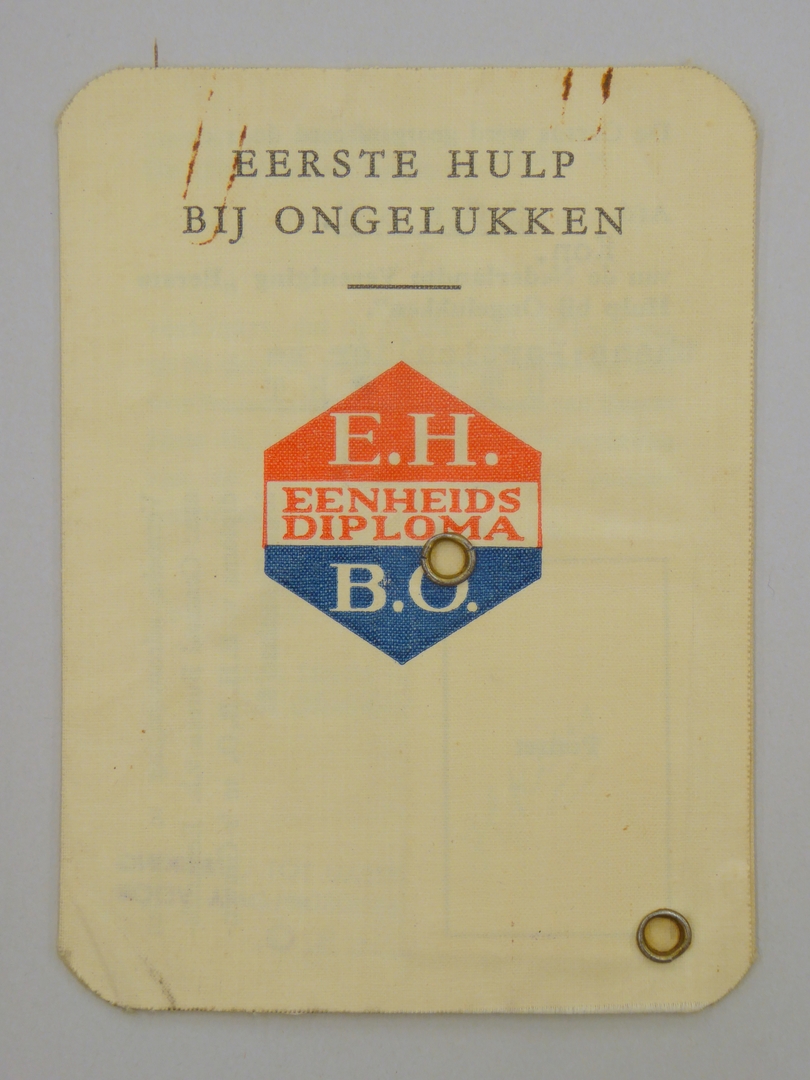 EERSTE HULP
BIJ ONGELUKKEN
E.H.
EENHEIDS
DIPLOMA
B.O.